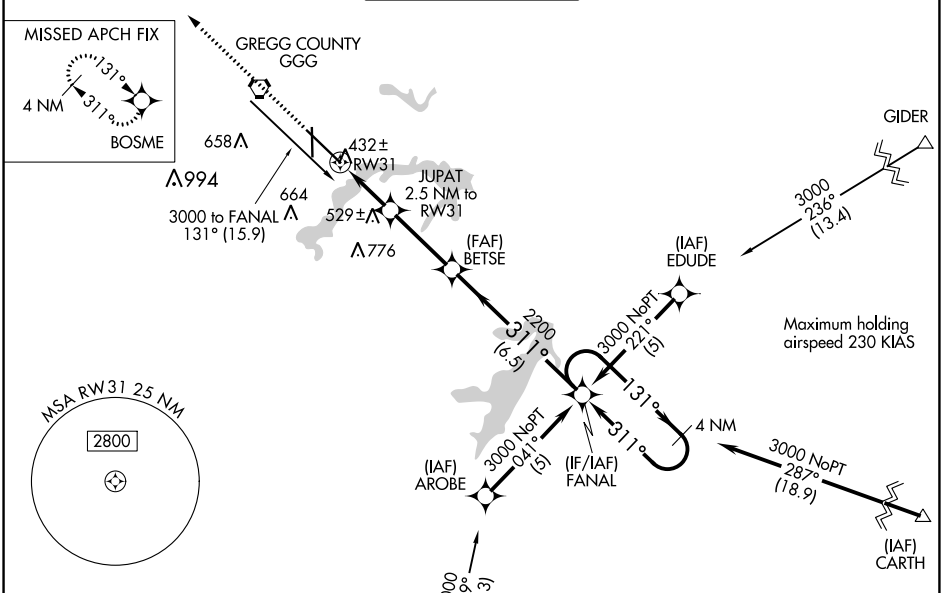 MISSED APCH FIX
131°
4 NM
311°
BOSME
GREGG COUNTY
GGG
658
994
664
3000 to FANAL
131° (15.9)
432±
RW31
JUPAT
2.5 NM to
RW31
529±
776
(FAF)
BETSE
GIDER
3000
236°
(13.4)
(IAF)
EDUDE
3000 NoPT
221°
(5)
Maximum holding
airspeed 230 KIAS
2200
311°
(6.5)
131°
311°
4 NM
MSA RW31 25 NM
2800
3000 NoPT
041°
(5)
(IAF)
AROBE
(IF/IAF)
FANAL
3000 NoPT
287°
(18.9)
(IAF)
CARTH